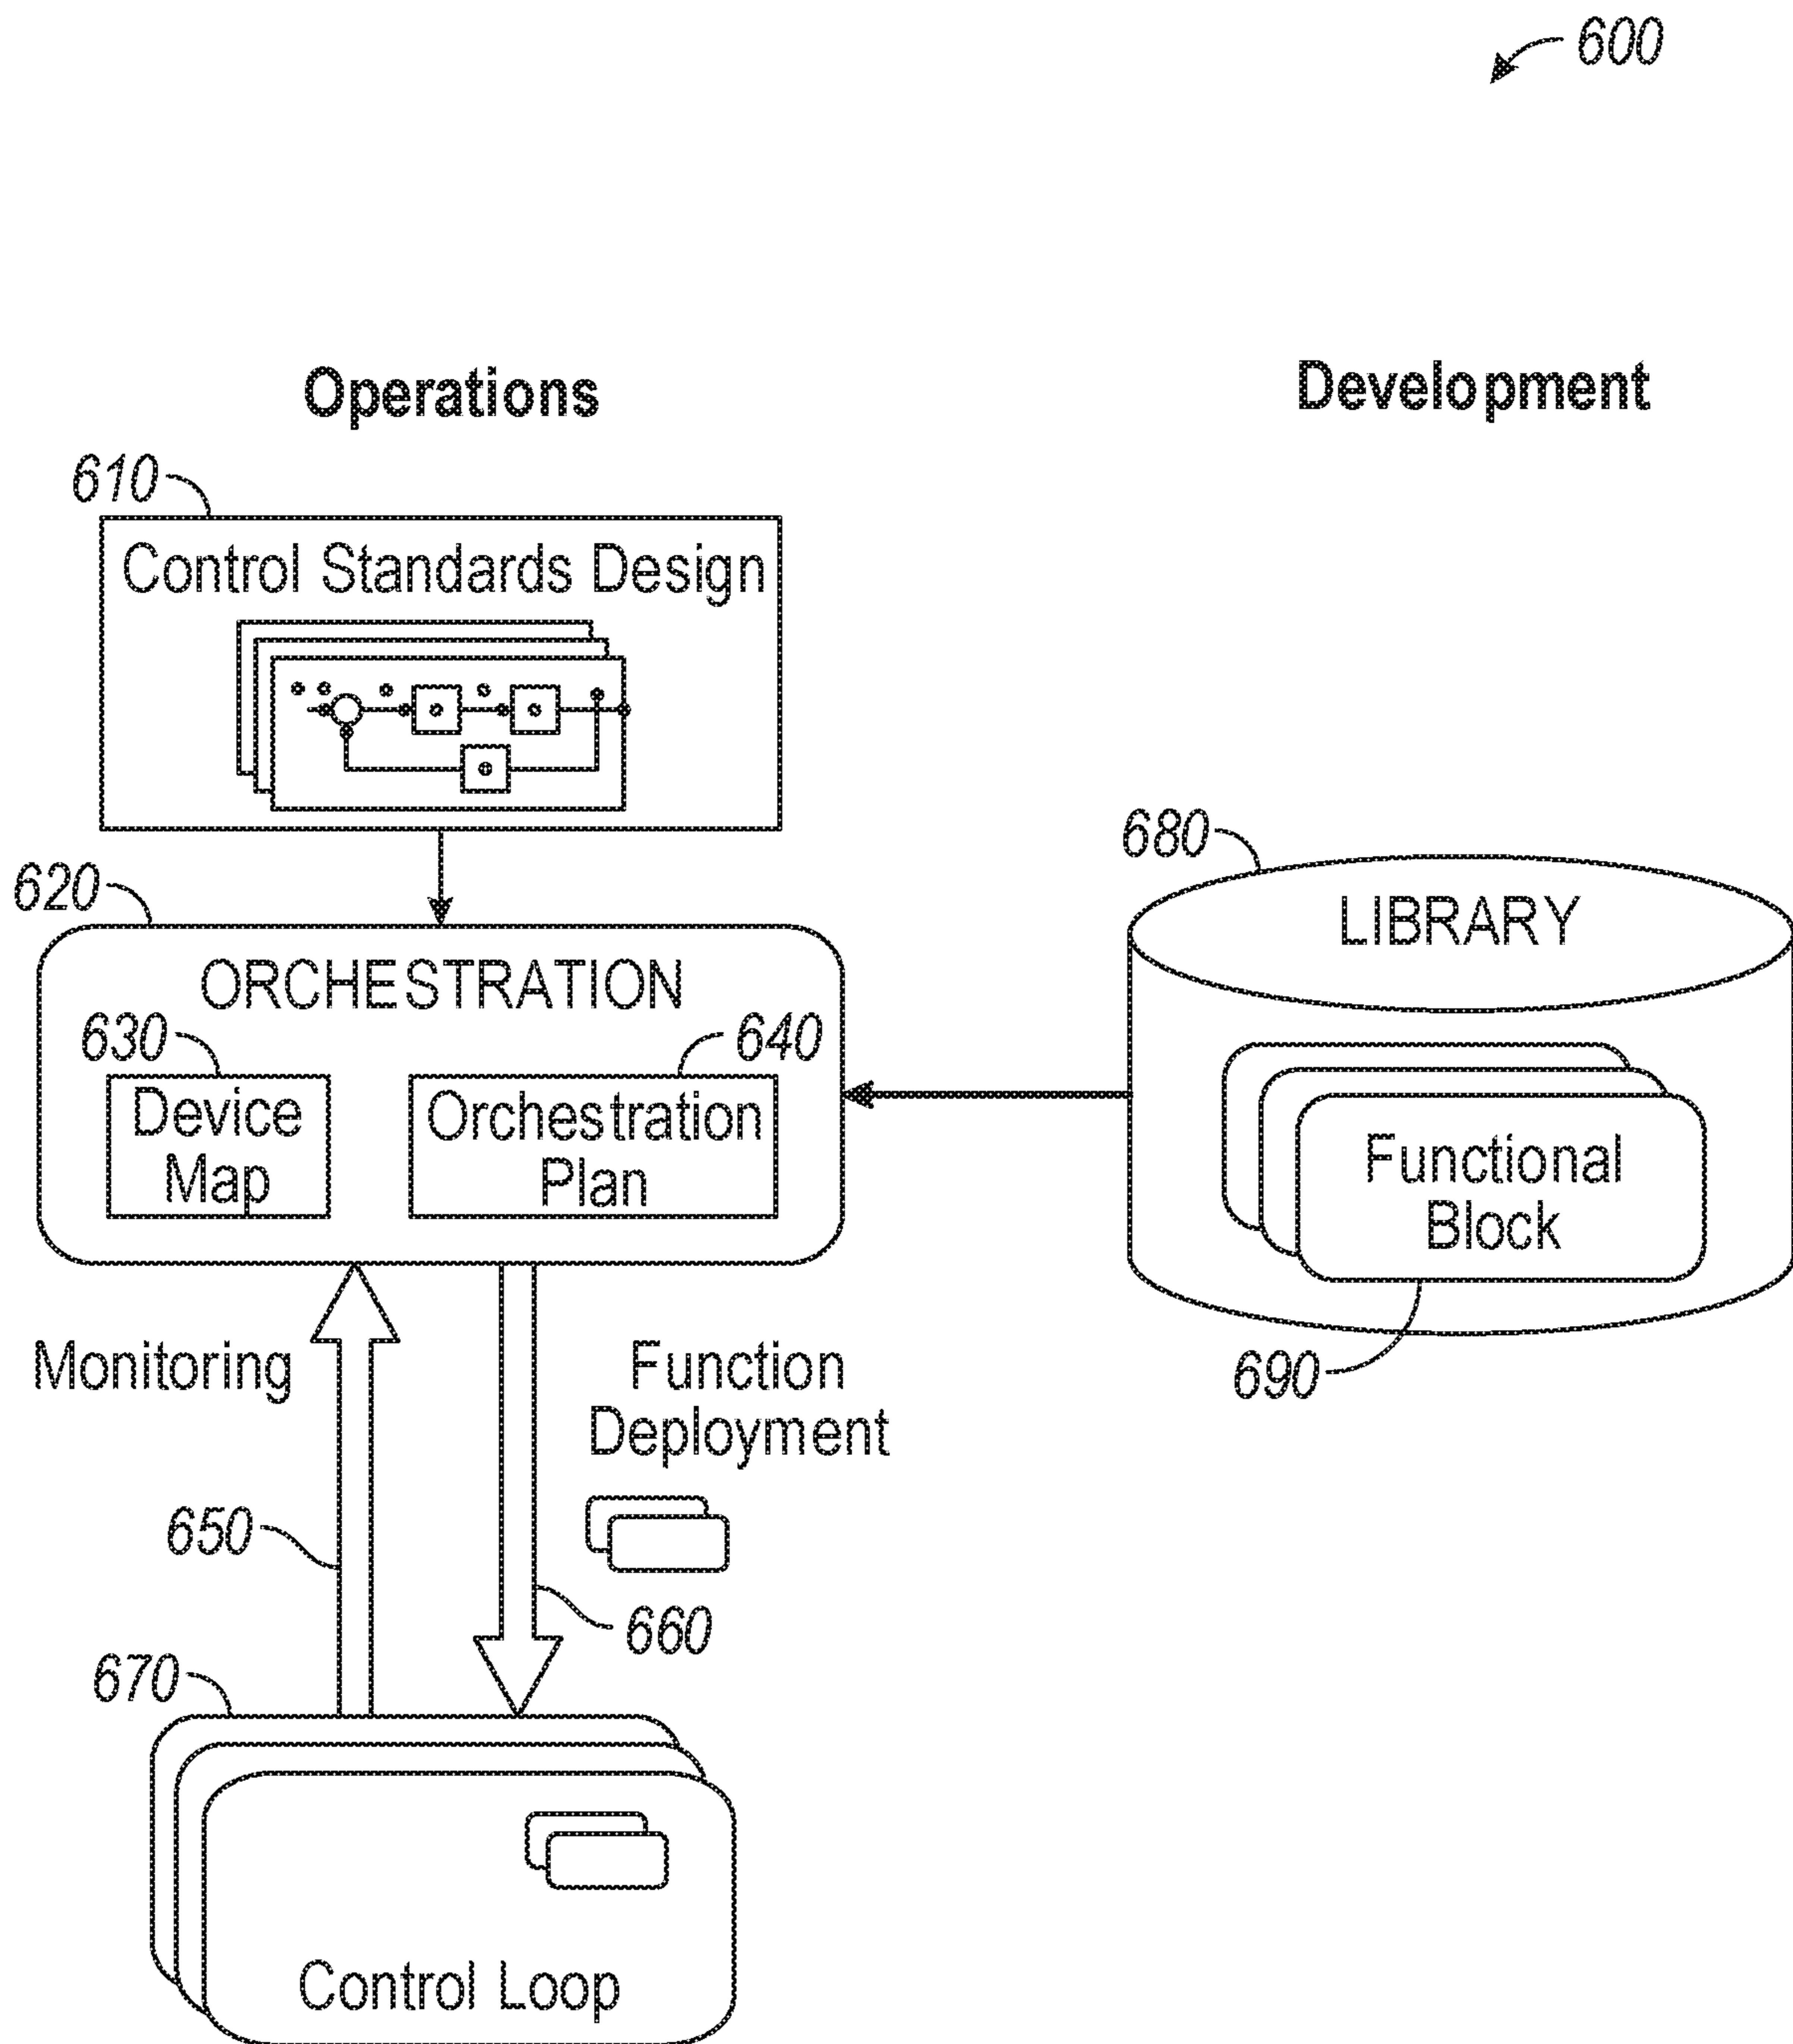 600
Operations
Development
610
Control Standards Design
620
ORCHESTRATION
630
640
Device
Map
Orchestration
Plan
680
LIBRARY
Functional
Block
690
Monitoring
Function
Deployment
650
660
670
Control Loop